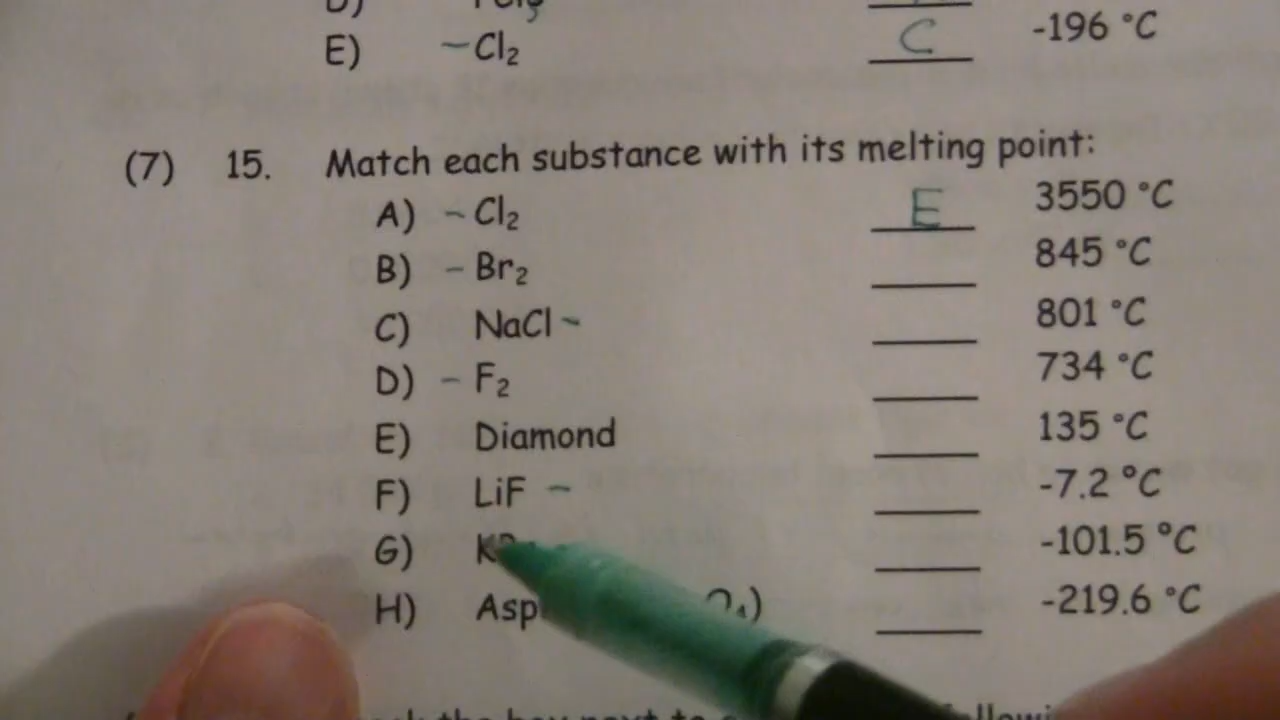 E) ~Cl₂ C -196 °C
(7) 15. Match each substance with its melting point:
A) ~ Cl₂ E 3550 °C
B) - Br₂ 845 °C
C) NaCl ~ 801 °C
D) - F₂ 734 °C
E) Diamond 135 °C
F) LiF - -7.2 °C
G) -101.5 °C
H) -219.6 °C